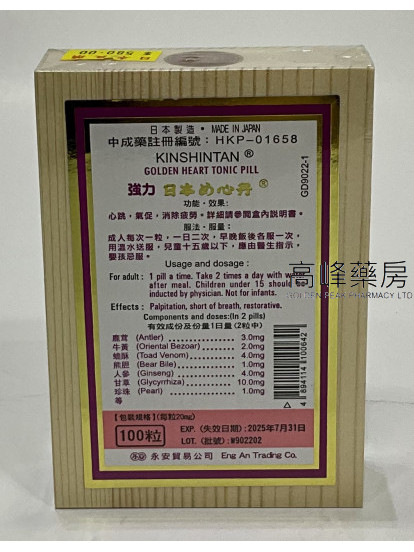 $580.00
日本製造・MADE IN JAPAN
中成藥註冊編號：HKP-01658
KINSHINTAN®
GOLDEN HEART TONIC PILL
強力 日本めゐ丹®
GD9022-1
功能・效果：
心跳，氣促，消除疲勞。詳細請參閱盒內說明書。
服法・服量：
成人每次一粒，一日二次，早晚飯後各服一次，
用溫水送服，兒童十五歲以下，應由醫生指示，
嬰孩忌服。
Usage and dosage :
For adult : 1 pill a time. Take 2 times a day with
after meal. Children under 15 should be
inducted by physician. Not for infants.
Effects : Palpitation, short of breath, restorative.
Components and doses:(In 2 pills)
有效成份及份量1日量(2粒中)
鹿茸 (Antler) 3.0mg
牛黃 (Oriental Bezoar) 2.0mg
蟾酥 (Toad Venom) 4.0mg
熊胆 (Bear Bile) 1.0mg
人參 (Ginseng) 4.0mg
甘草 (Glycyrrhiza) 10.0mg
珍珠 (Pearl) 1.0mg
等
4 894114 100642
【包裝規格】(每粒20mg)
100粒
EXP. (失效日期): 2025年7月31日
LOT. (批號): W902202
永安貿易公司 Eng An Trading Co.
高峰藥房
GOLDEN PEAK PHARMACY LTD